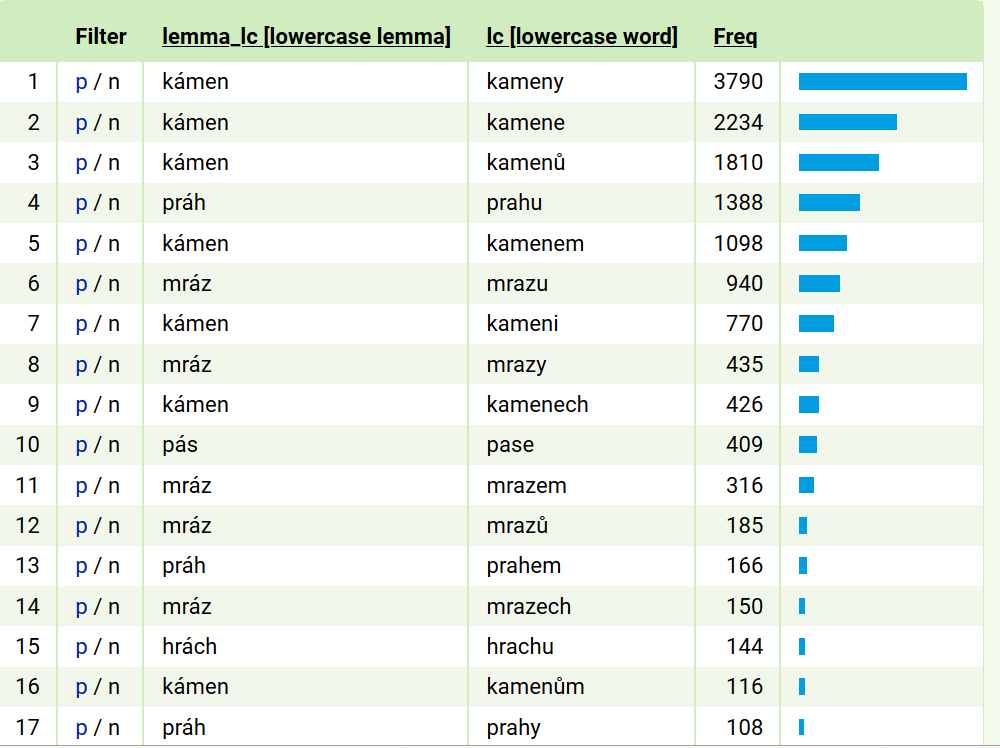 Filter lemma_lc [lowercase lemma] lc [lowercase word] Freq
1 p / n kámen kameny 3790
2 p / n kámen kamene 2234
3 p / n kámen kamenů 1810
4 p / n práh prahu 1388
5 p / n kámen kamenem 1098
6 p / n mráz mrazu 940
7 p / n kámen kameni 770
8 p / n mráz mrazy 435
9 p / n kámen kamenech 426
10 p / n pás pase 409
11 p / n mráz mrazem 316
12 p / n mráz mrazů 185
13 p / n práh prahem 166
14 p / n mráz mrazech 150
15 p / n hrách hrachu 144
16 p / n kámen kamenům 116
17 p / n práh prahy 108